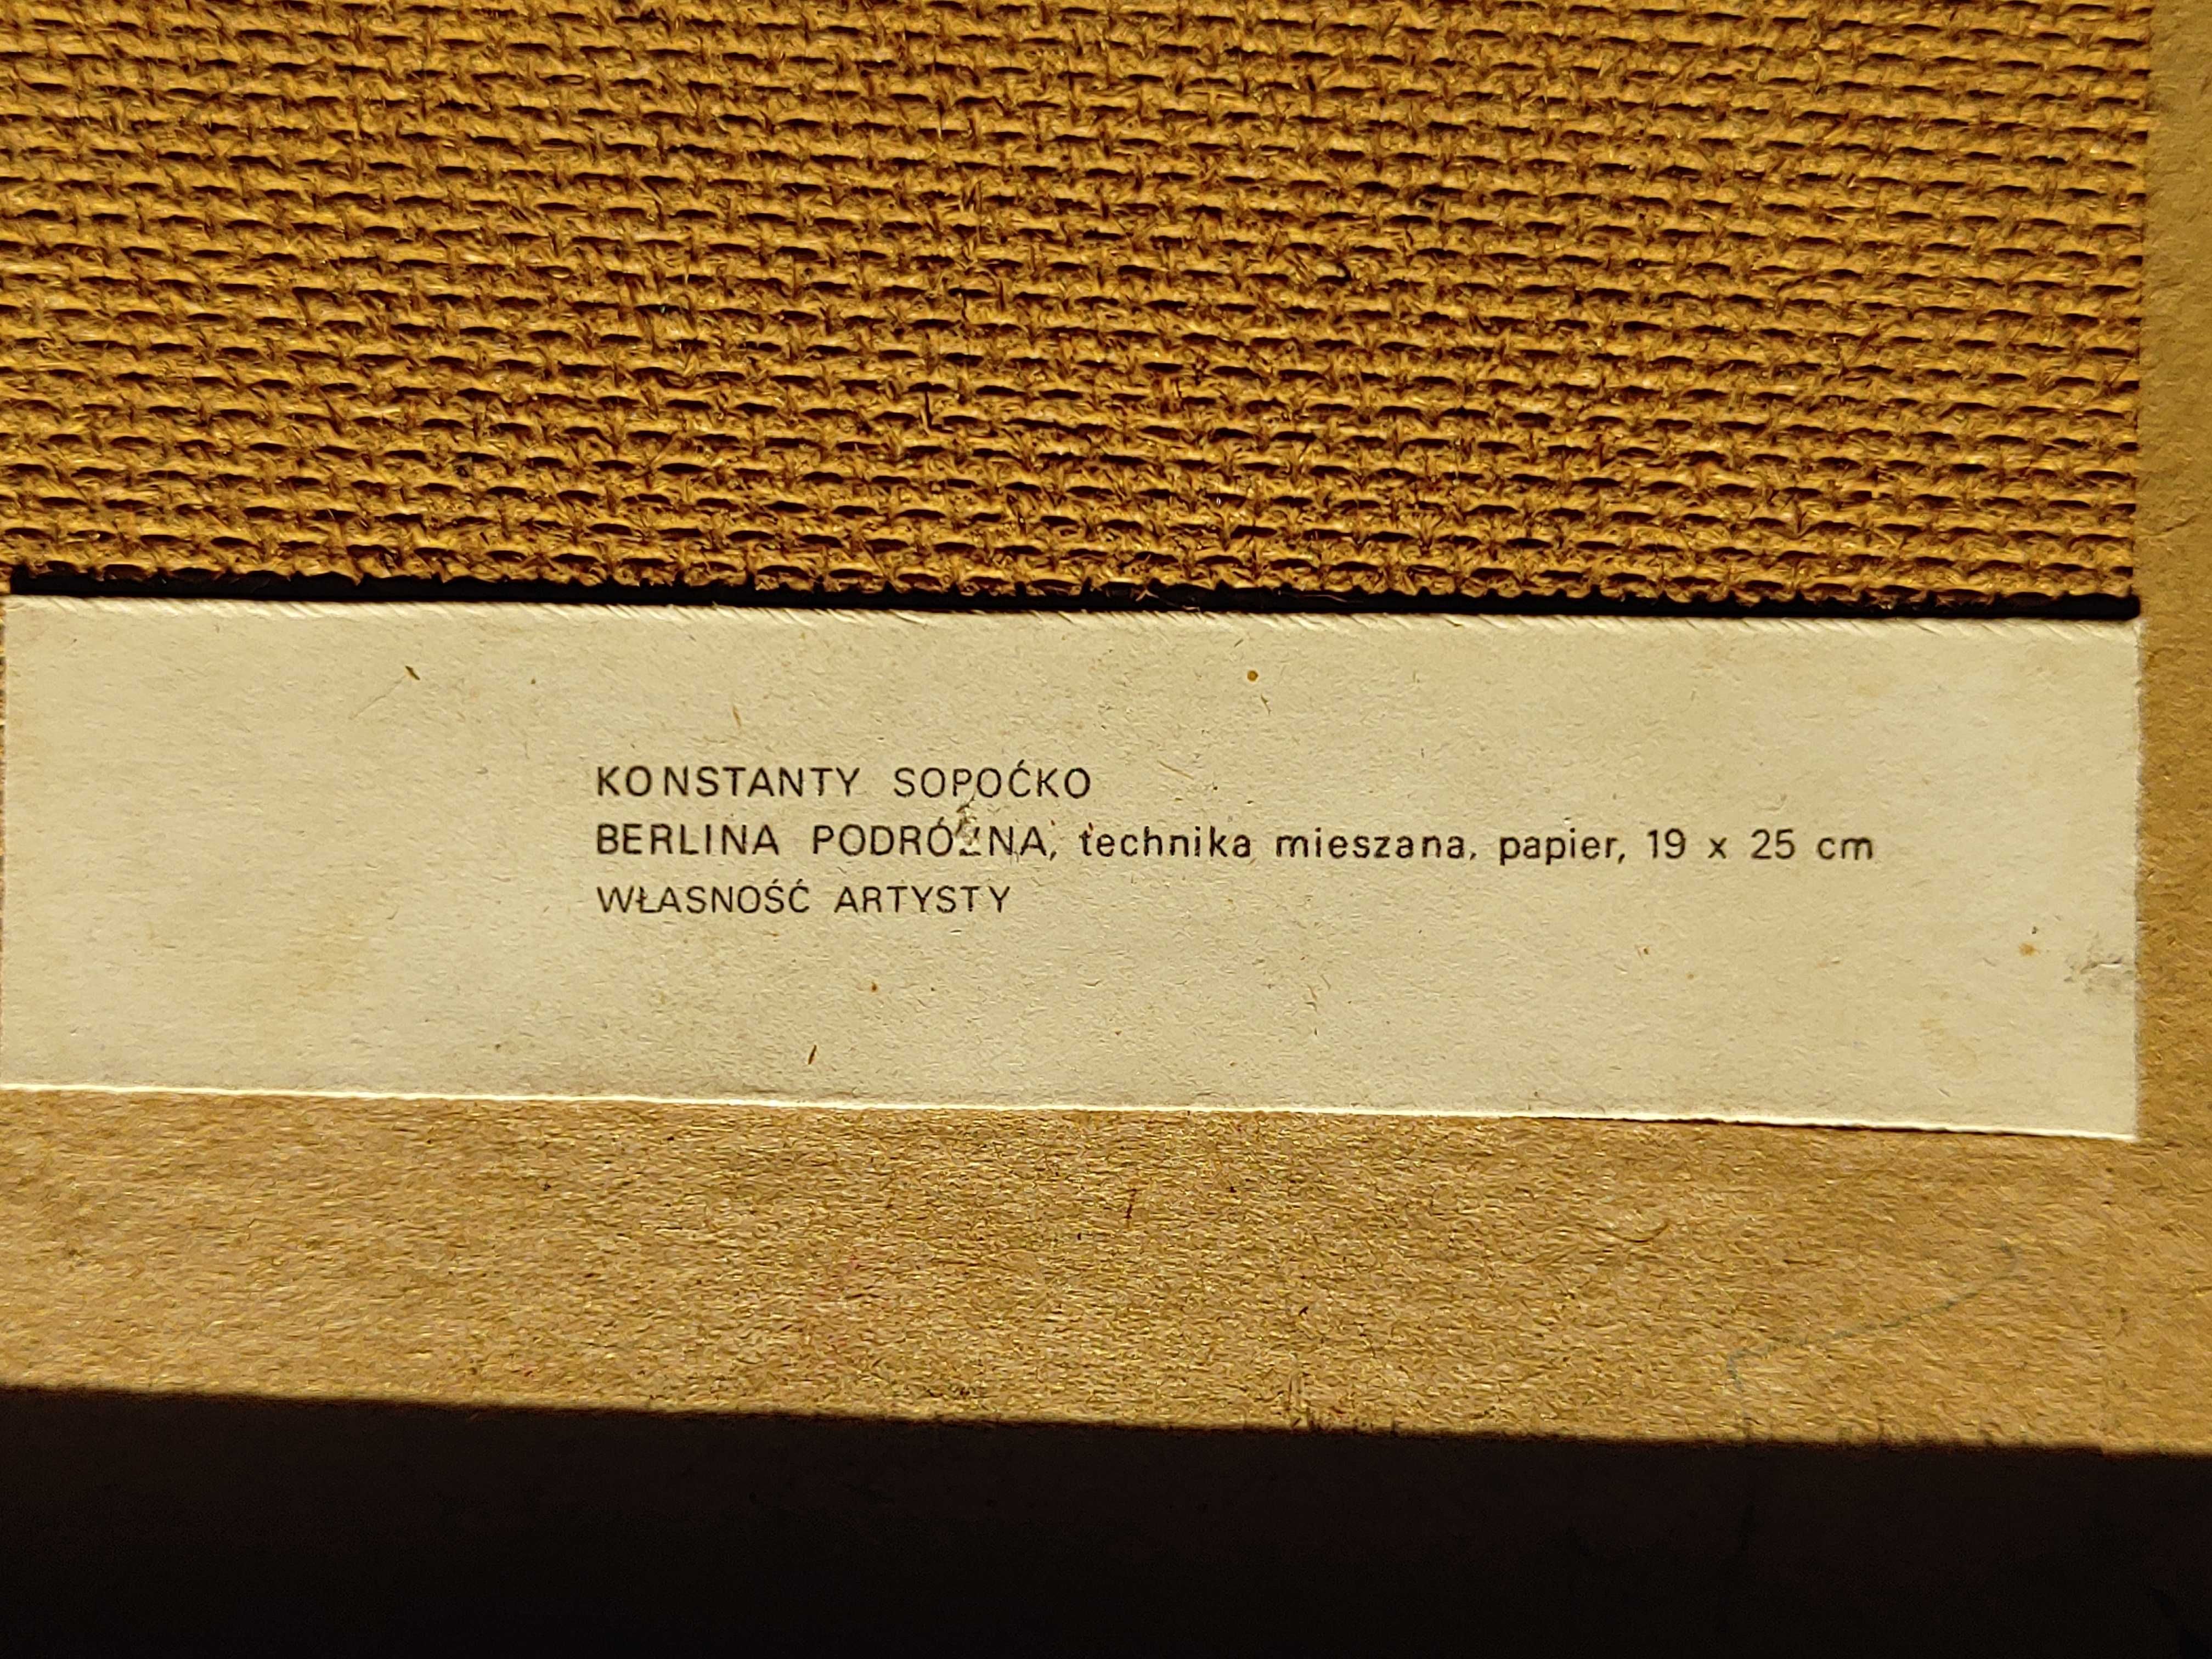 KONSTANTY SOPOĆKO
BERLINA PODRÓŻNA, technika mieszana, papier, 19 x 25 cm
WŁASNOŚĆ ARTYSTY